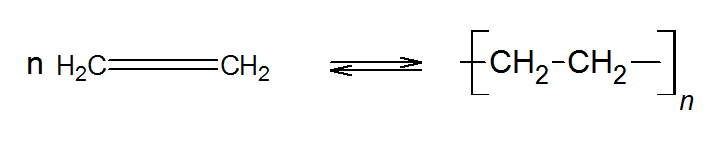 n H₂C=CH₂ ⇌ [-CH₂-CH₂-]n